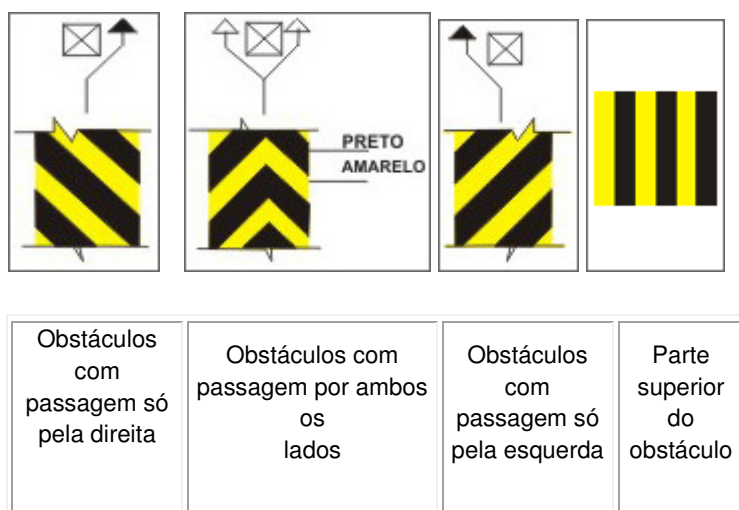 PRETO
AMARELO
Obstáculos
com
passagem só
pela direita
Obstáculos com
passagem por ambos
os
lados
Obstáculos
com
passagem só
pela esquerda
Parte
superior
do
obstáculo